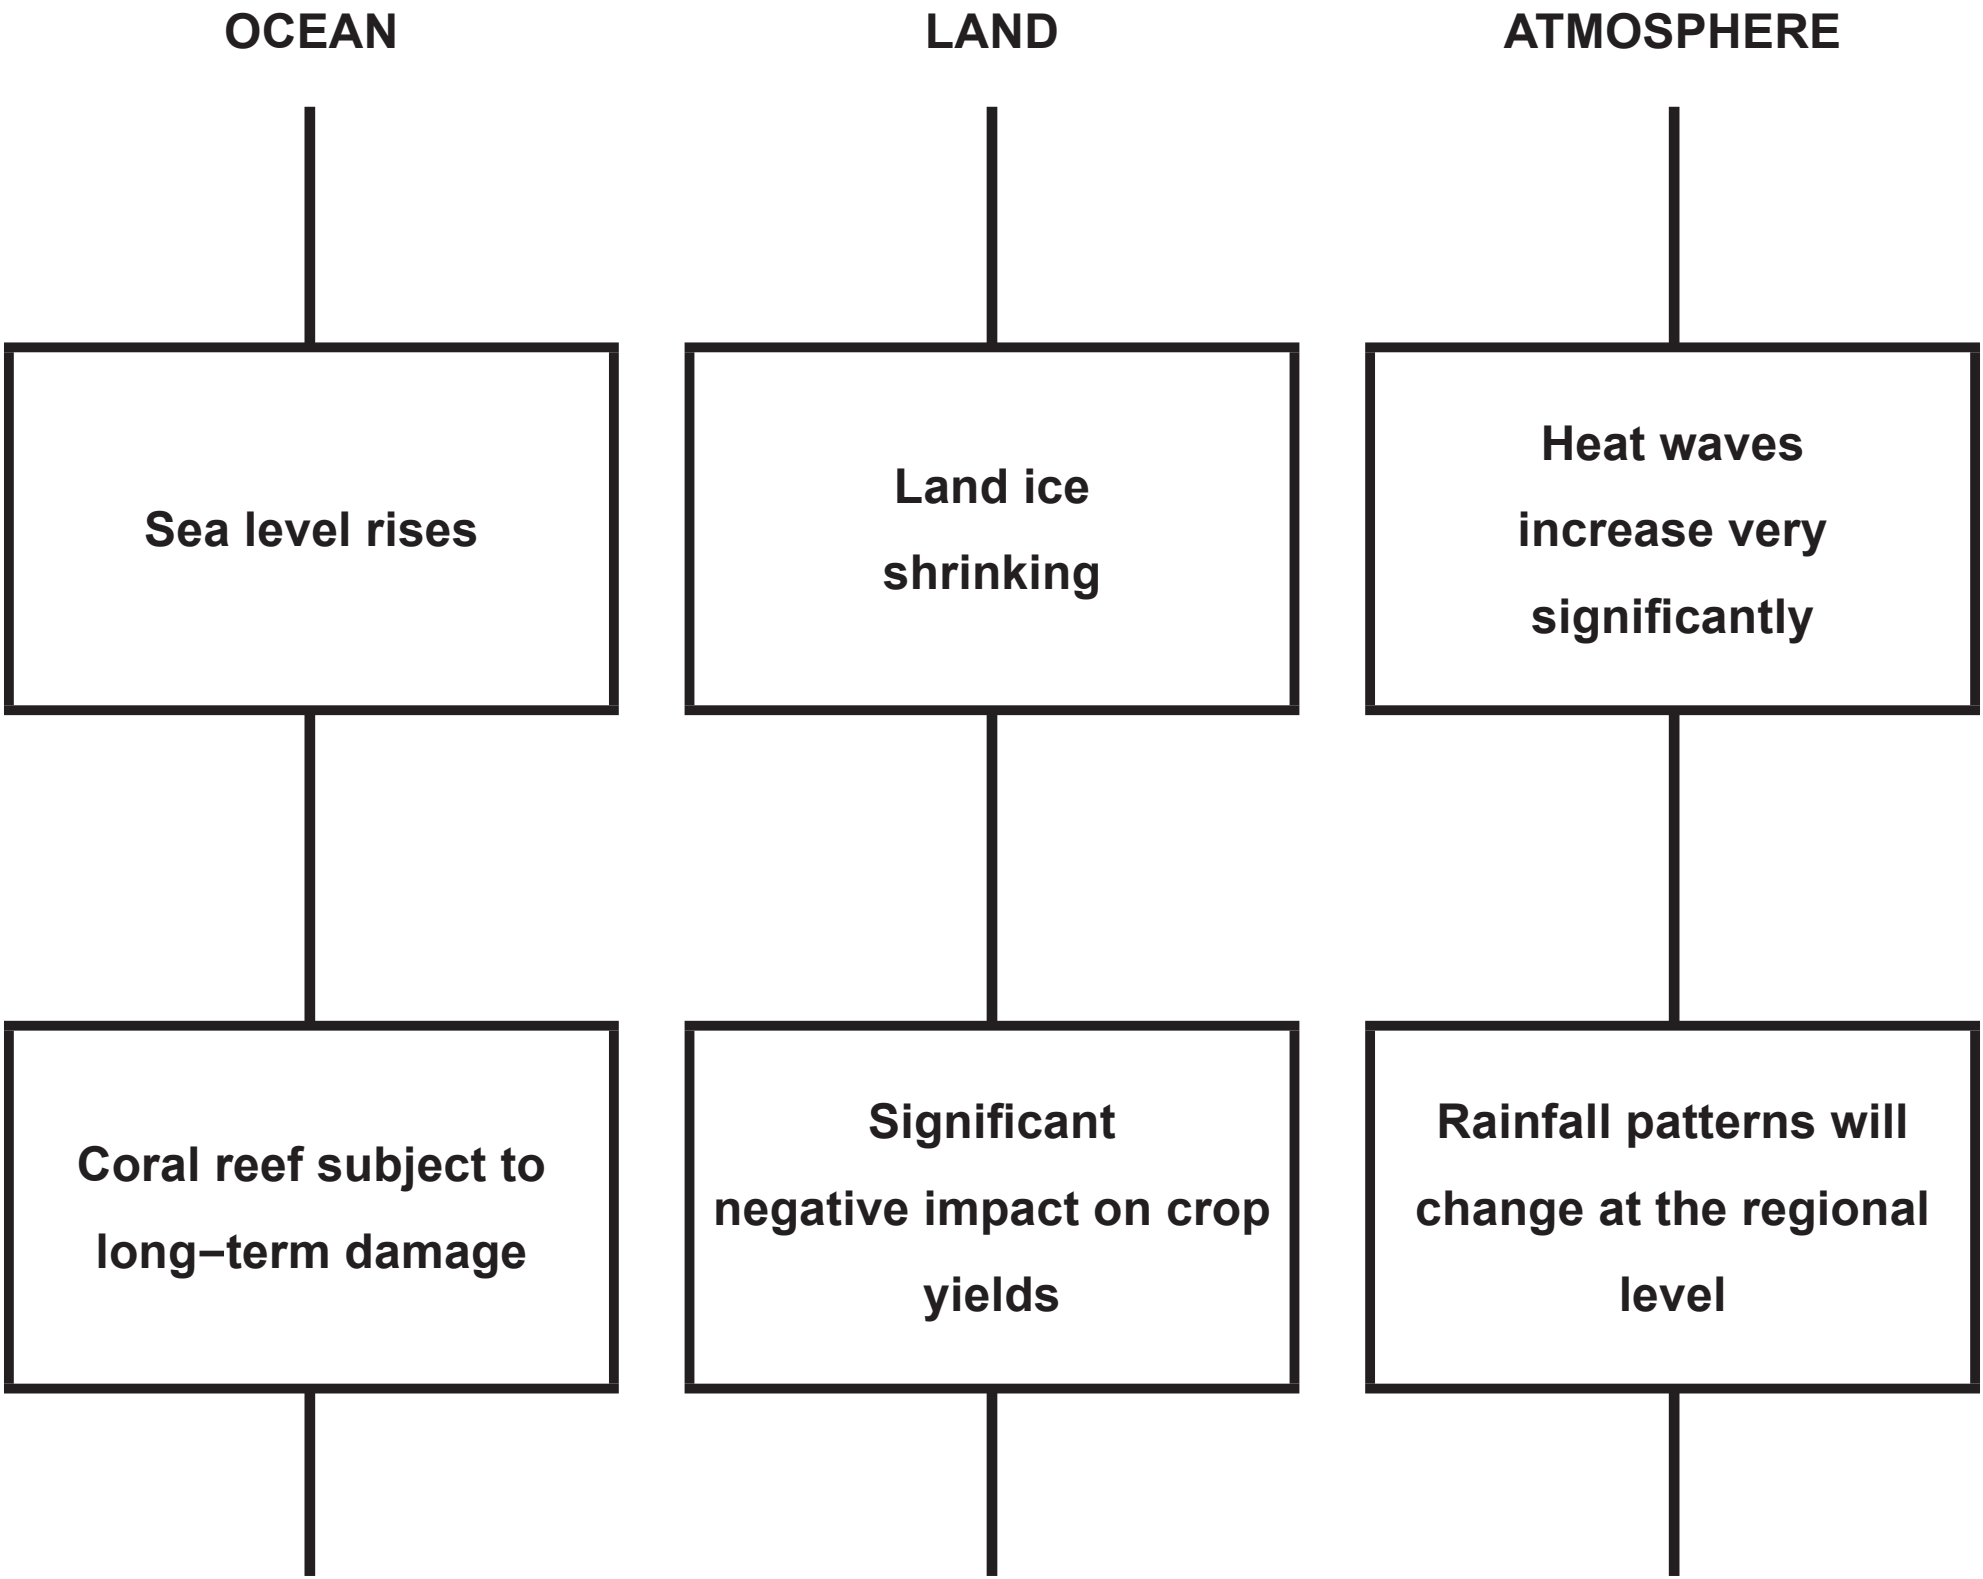 OCEAN
LAND
ATMOSPHERE
Sea level rises
Land ice
shrinking
Heat waves
increase very
significantly
Coral reef subject to
long–term damage
Significant
negative impact on crop
yields
Rainfall patterns will
change at the regional
level